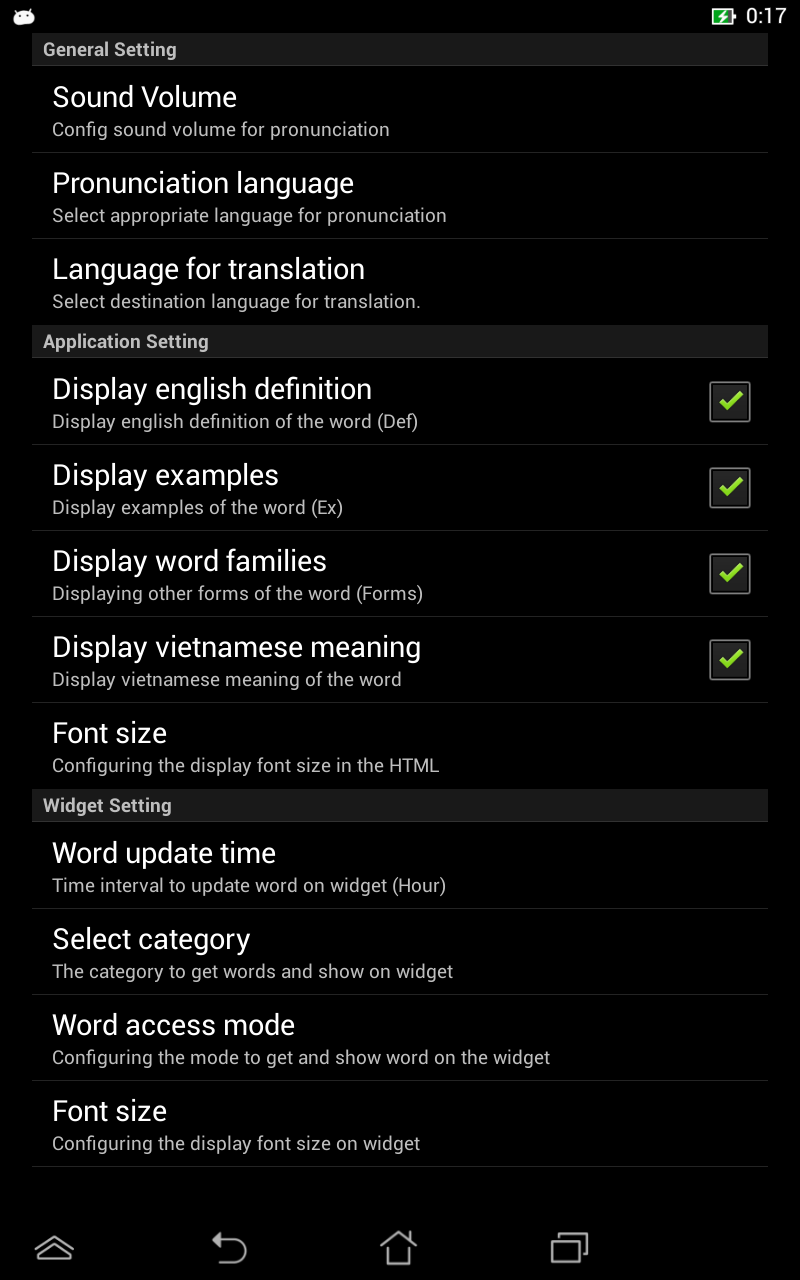 0:17
General Setting
Sound Volume
Config sound volume for pronunciation
Pronunciation language
Select appropriate language for pronunciation
Language for translation
Select destination language for translation.
Application Setting
Display english definition
Display english definition of the word (Def)
Display examples
Display examples of the word (Ex)
Display word families
Displaying other forms of the word (Forms)
Display vietnamese meaning
Display vietnamese meaning of the word
Font size
Configuring the display font size in the HTML
Widget Setting
Word update time
Time interval to update word on widget (Hour)
Select category
The category to get words and show on widget
Word access mode
Configuring the mode to get and show word on the widget
Font size
Configuring the display font size on widget